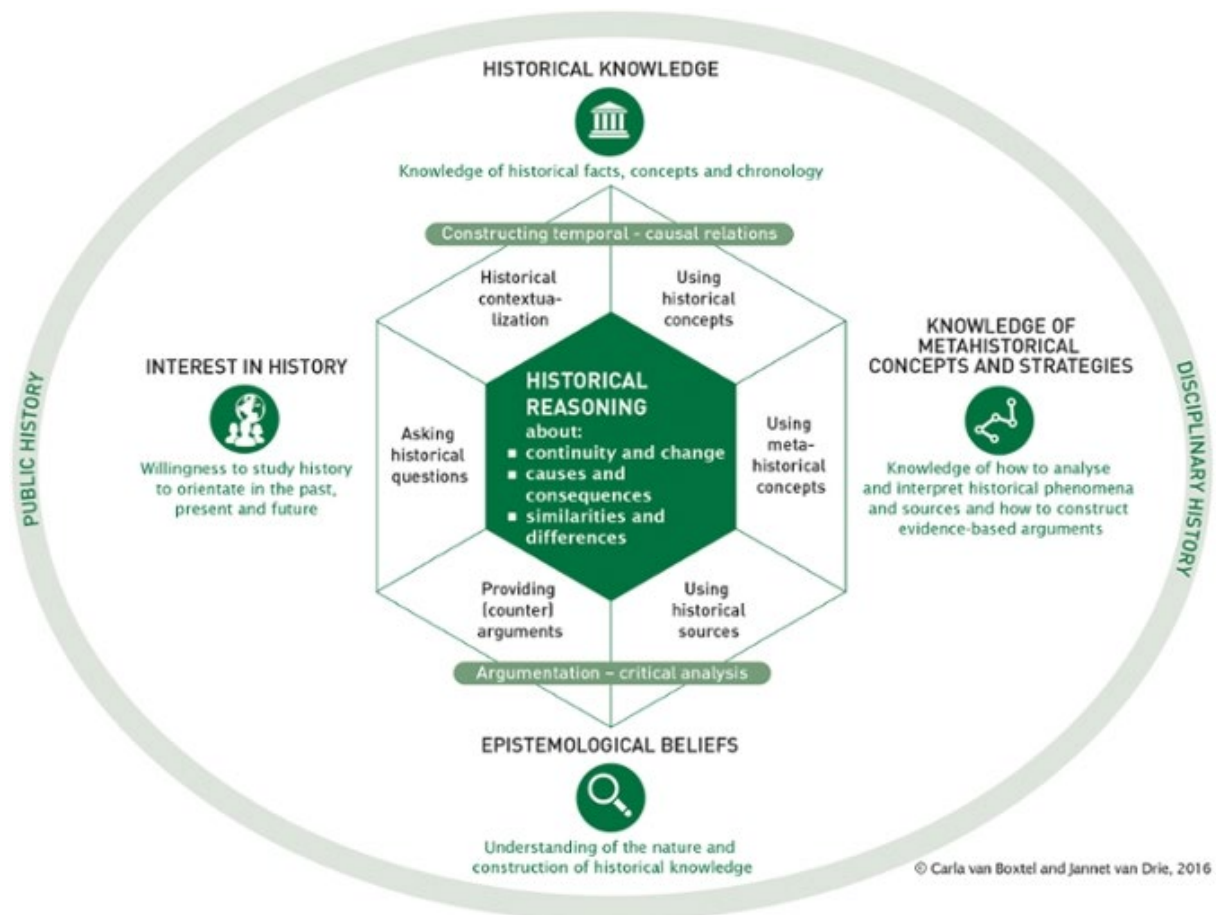 HISTORICAL KNOWLEDGE
Knowledge of historical facts, concepts and chronology
Constructing temporal - causal relations
Historical
contextua-
lization
Using
historical
concepts
INTEREST IN HISTORY
Willingness to study history
to orientate in the past,
present and future
PUBLIC HISTORY
Asking
historical
questions
HISTORICAL
REASONING
about:
▪ continuity and change
▪ causes and
consequences
▪ similarities and
differences
Using
meta-
historical
concepts
KNOWLEDGE OF
METAHISTORICAL
CONCEPTS AND STRATEGIES
Knowledge of how to analyse
and interpret historical phenomena
and sources and how to construct
evidence-based arguments
DISCIPLINARY HISTORY
Providing
(counter)
arguments
Using
historical
sources
Argumentation – critical analysis
EPISTEMOLOGICAL BELIEFS
Understanding of the nature and
construction of historical knowledge
© Carla van Boxtel and Jannet van Drie, 2016